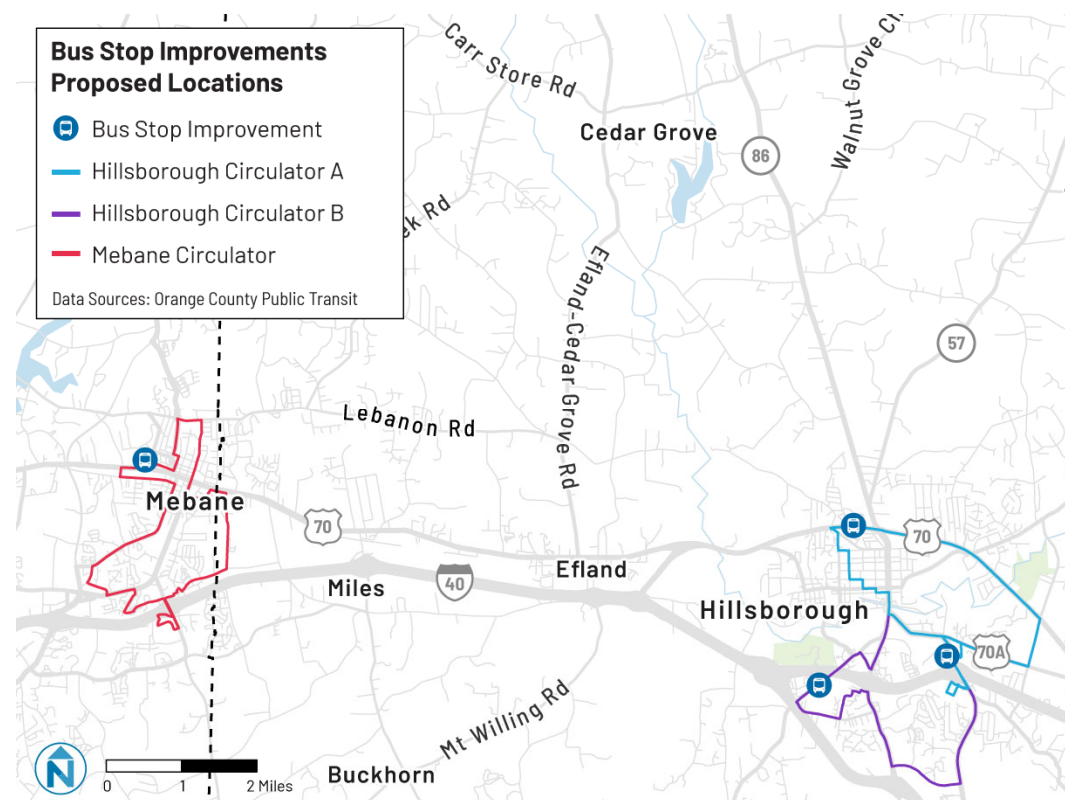 Bus Stop Improvements
Proposed Locations
Bus Stop Improvement
Hillsborough Circulator A
Hillsborough Circulator B
Mebane Circulator
Data Sources: Orange County Public Transit
Carr Store Rd
Cedar Grove
86
Walnut Grove
ek Rd
Efland-Cedar Grove Rd
57
Lebanon Rd
Mebane
70
70
Efland
Miles
40
Hillsborough
70A
Mt Willing Rd
Buckhorn
N
0 1 2 Miles